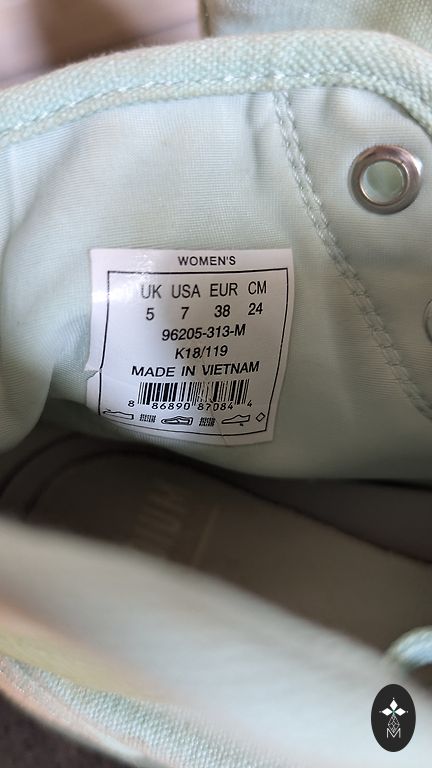 WOMEN'S
UK USA EUR CM
5 7 38 24
96205-313-M
K18/119
MADE IN VIETNAM
8 86890 87084 4
M